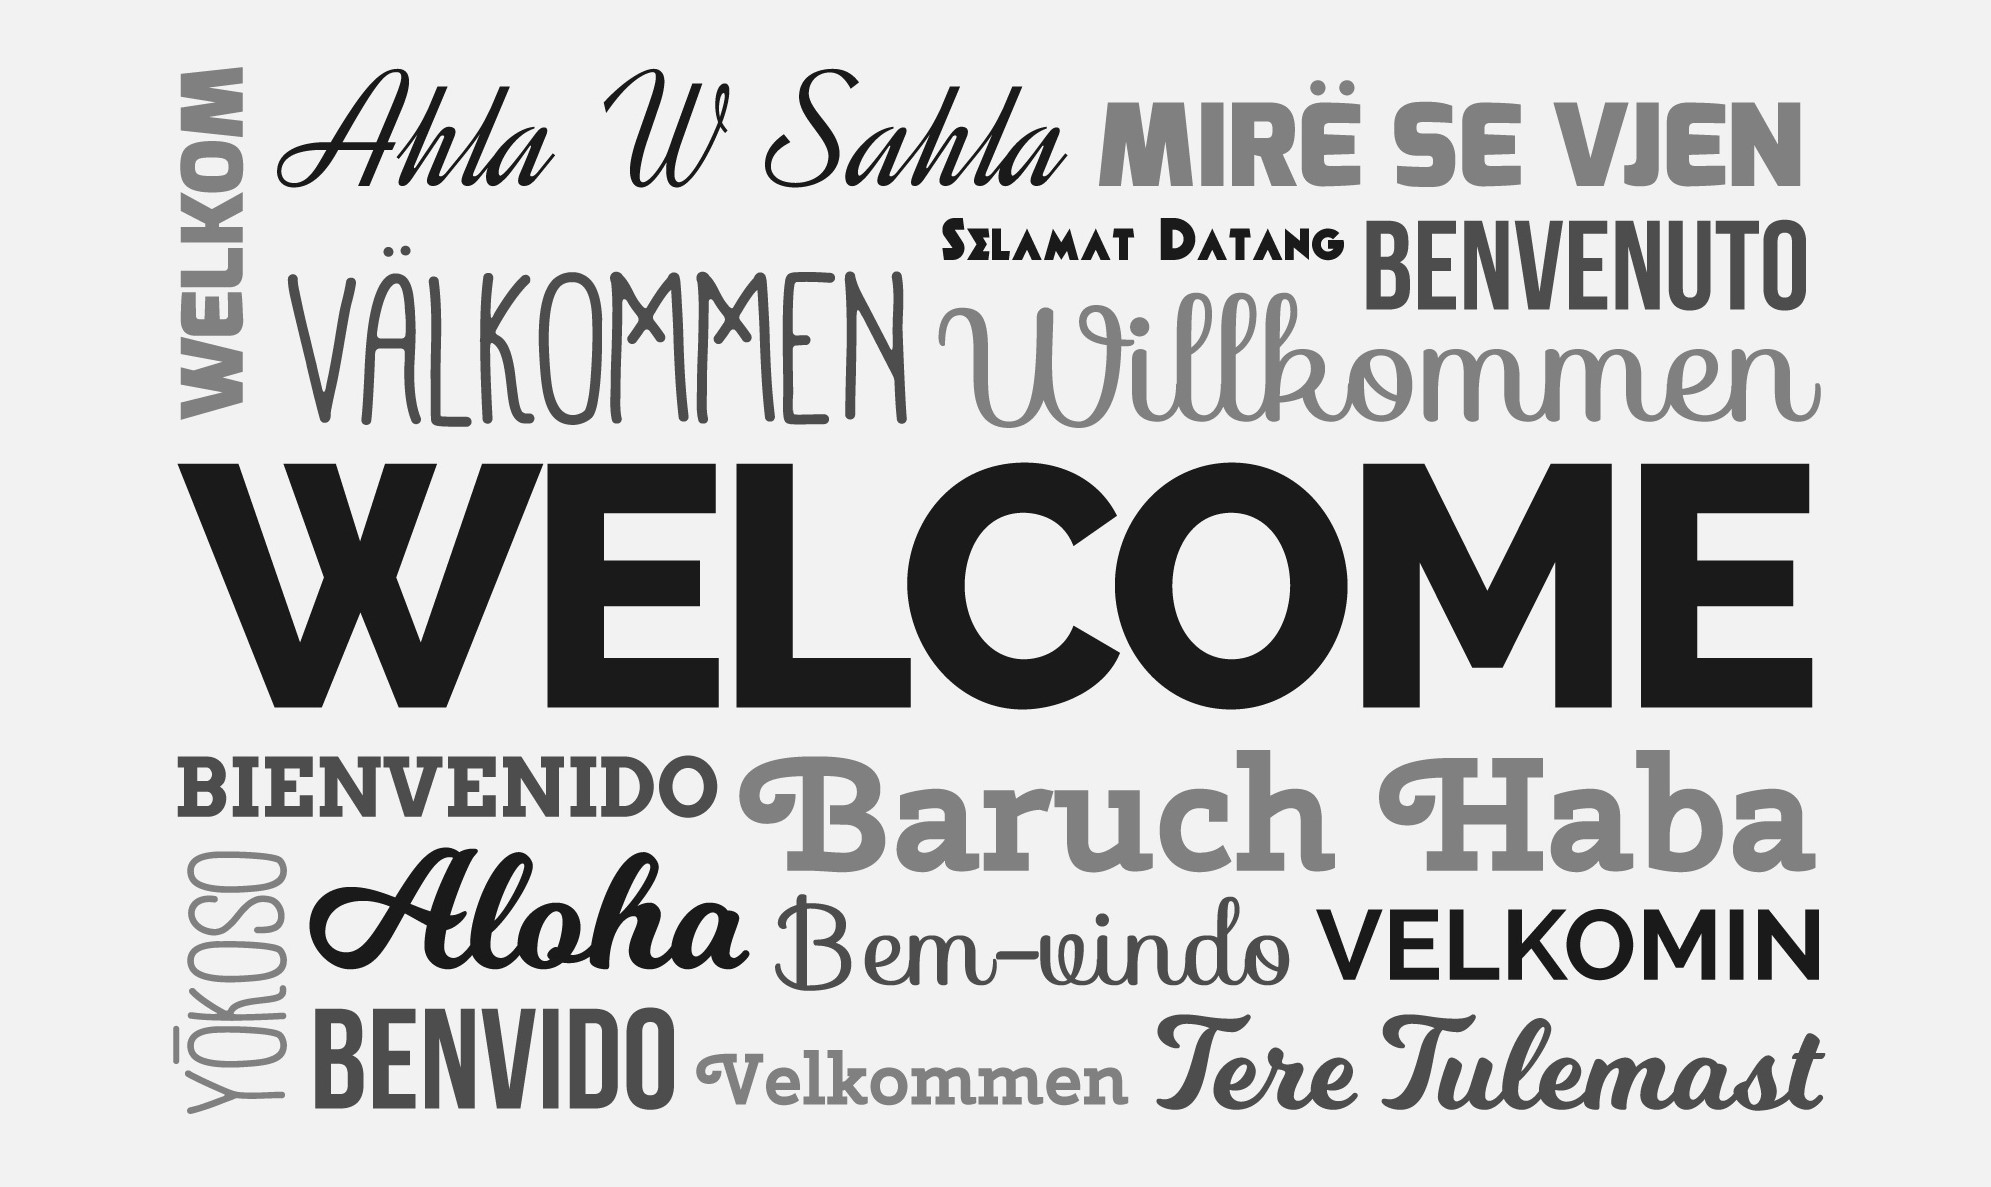 WELKOM
Ahla W Sahla
MIRË SE VJEN
SELAMAT DATANG
BENVENUTO
VÄLKOMMEN
Willkommen
WELCOME
BIENVENIDO
Baruch Haba
YŌKOSO
Aloha
Bem-vindo
VELKOMIN
BENVIDO
Velkommen
Tere Tulemast